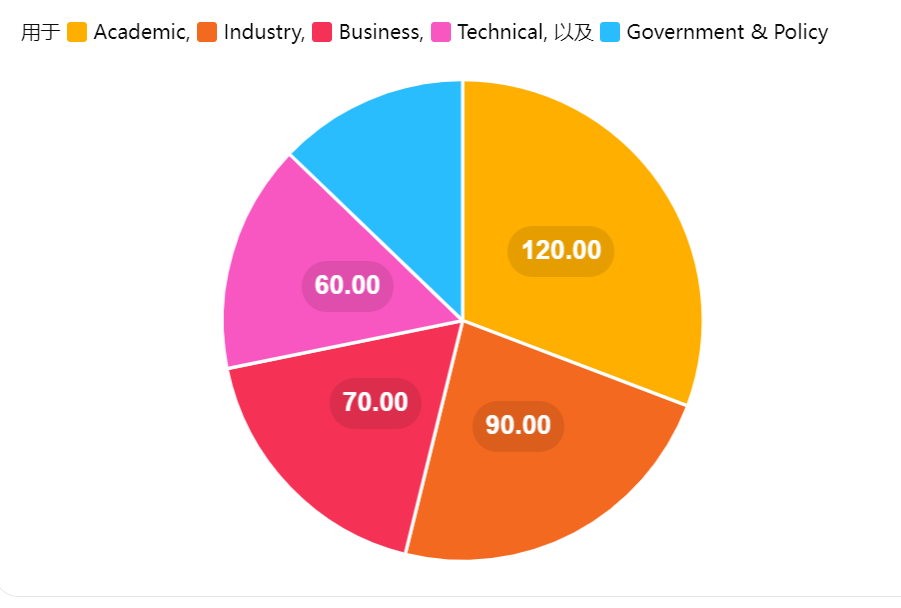 用于 Academic, Industry, Business, Technical, 以及 Government & Policy
120.00
60.00
70.00
90.00